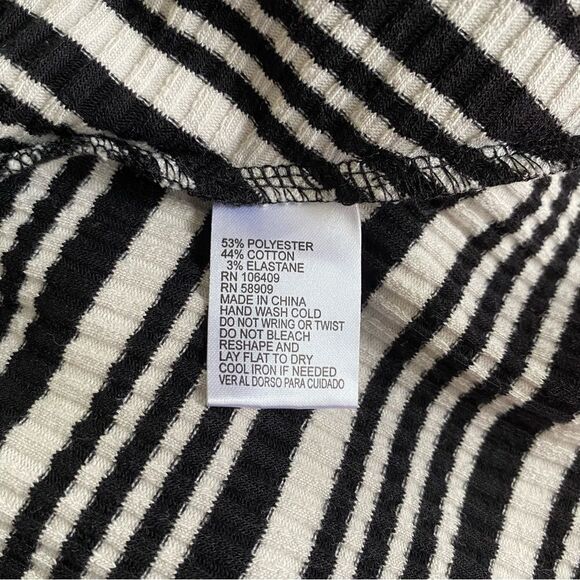 53% POLYESTER
44% COTTON
3% ELASTANE
RN 106409
RN 58909
MADE IN CHINA
HAND WASH COLD
DO NOT WRING OR TWIST
DO NOT BLEACH
RESHAPE AND
LAY FLAT TO DRY
COOL IRON IF NEEDED
VER AL DORSO PARA CUIDADO